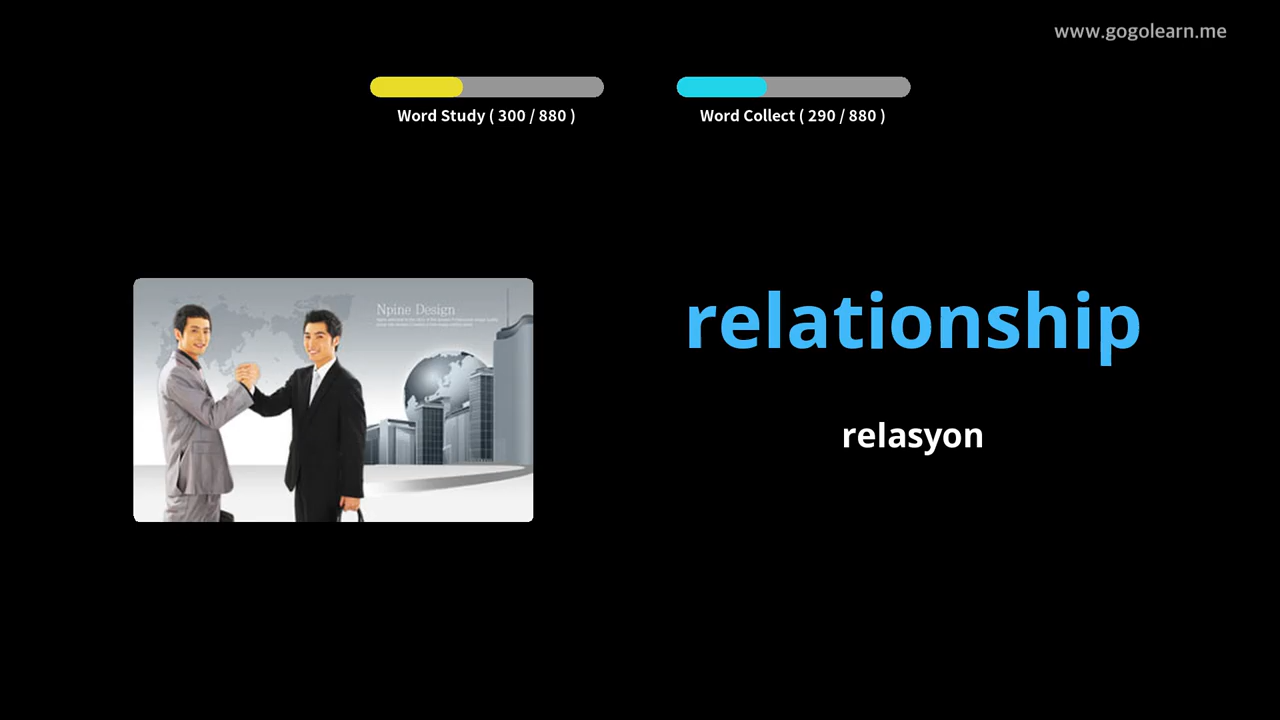 www.gogolearn.me
Word Study ( 300 / 880 )
Word Collect ( 290 / 880 )
Npine Design
relationship
relasyon